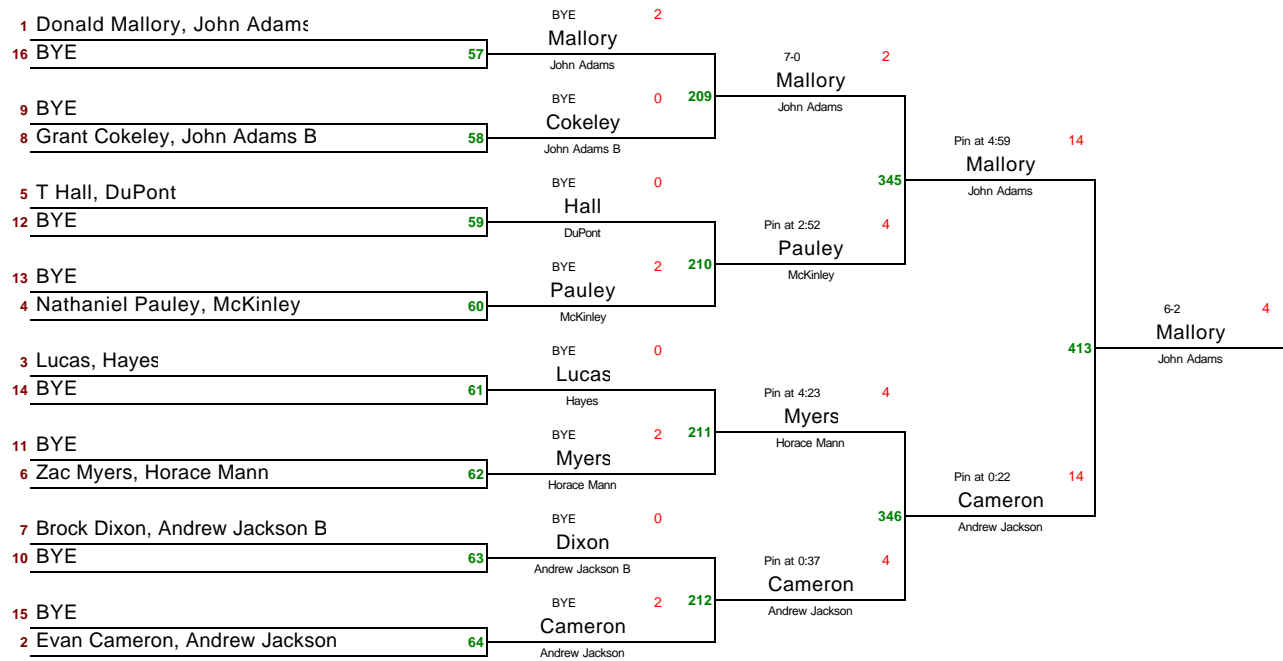 1 Donald Mallory, John Adams
16 BYE
57
9 BYE
8 Grant Cokeley, John Adams B
58
5 T Hall, DuPont
12 BYE
59
13 BYE
4 Nathaniel Pauley, McKinley
60
3 Lucas, Hayes
14 BYE
61
11 BYE
6 Zac Myers, Horace Mann
62
7 Brock Dixon, Andrew Jackson B
10 BYE
63
15 BYE
2 Evan Cameron, Andrew Jackson
64
BYE 2
Mallory
John Adams
BYE 0
Cokeley
John Adams B
209
BYE 0
Hall
DuPont
BYE 2
Pauley
McKinley
210
BYE 0
Lucas
Hayes
BYE 2
Myers
Horace Mann
211
BYE 0
Dixon
Andrew Jackson B
BYE 2
Cameron
Andrew Jackson
212
7-0 2
Mallory
John Adams
Pin at 2:52 4
Pauley
McKinley
345
Pin at 4:23 4
Myers
Horace Mann
Pin at 0:37 4
Cameron
Andrew Jackson
346
Pin at 4:59 14
Mallory
John Adams
Pin at 0:22 14
Cameron
Andrew Jackson
413
6-2 4
Mallory
John Adams